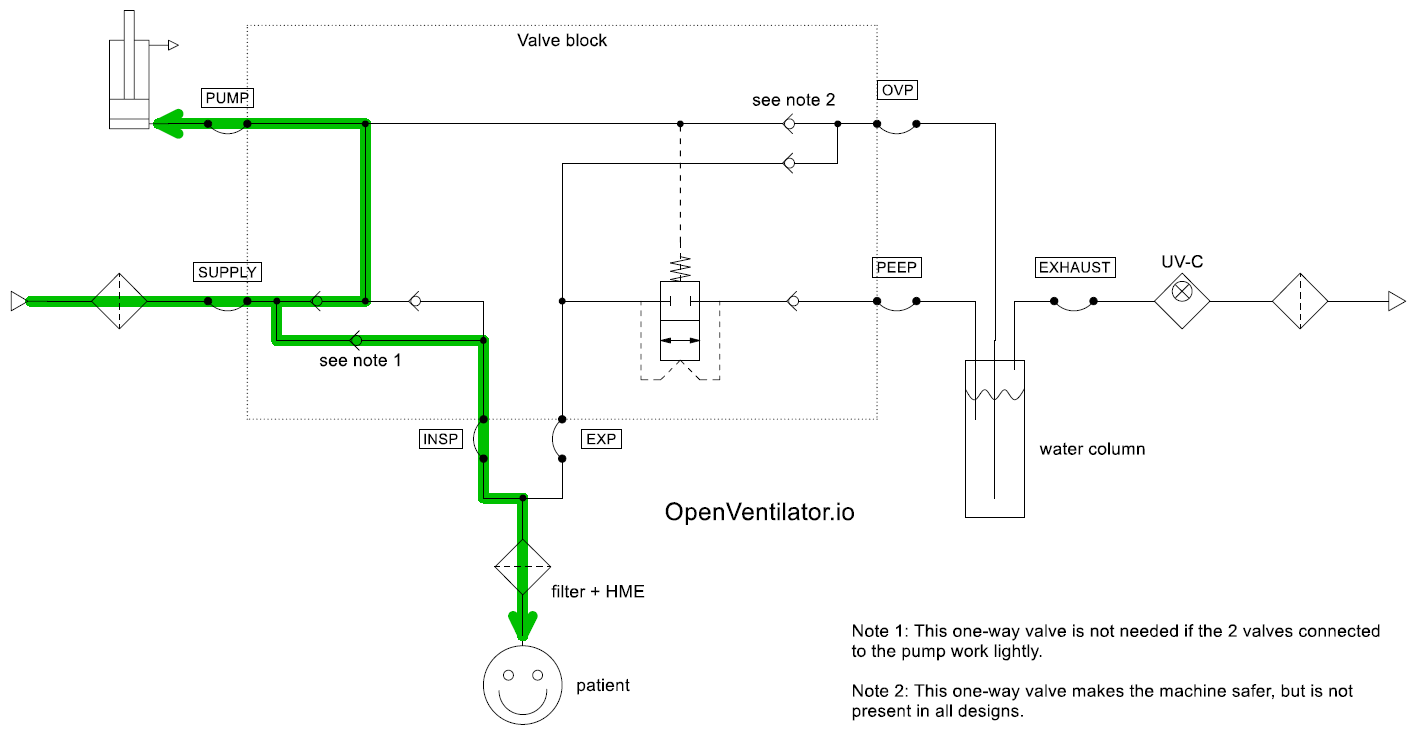 Valve block
PUMP
see note 2
OVP
SUPPLY
PEEP
EXHAUST
UV-C
see note 1
INSP
EXP
water column
OpenVentilator.io
filter + HME
patient
Note 1: This one-way valve is not needed if the 2 valves connected
to the pump work lightly.
Note 2: This one-way valve makes the machine safer, but is not
present in all designs.